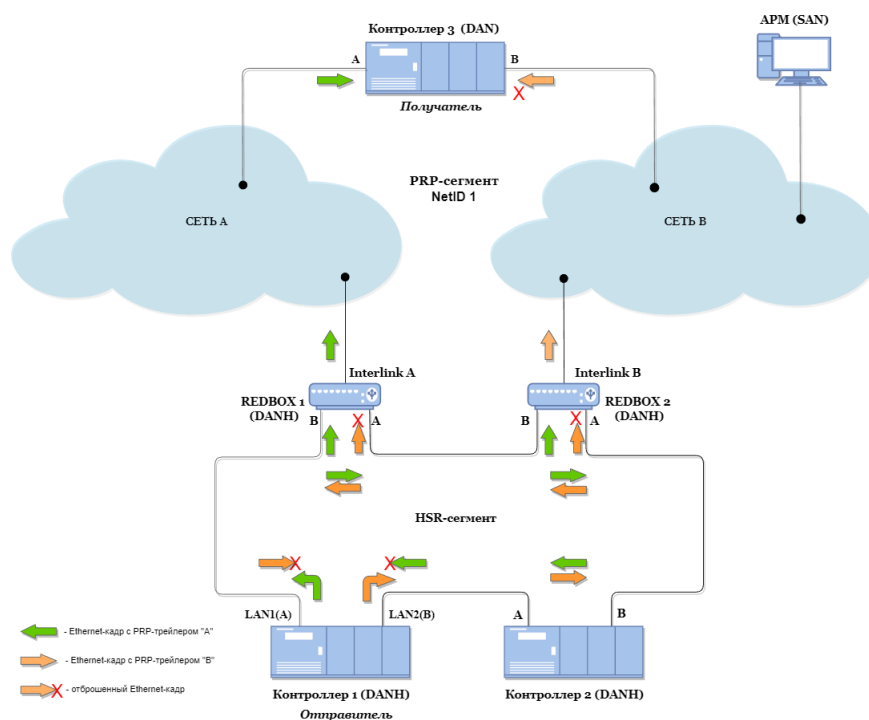 Контроллер 3 (DAN)
АРМ (SAN)
A
B
Получатель
X
PRP-сегмент
NetID 1
СЕТЬ А
СЕТЬ В
Interlink A
Interlink B
REDBOX 1
(DANH)
REDBOX 2
(DANH)
B
X
A
B
X
A
HSR-сегмент
X
X
LAN1(A)
LAN2(B)
A
B
- Ethernet-кадр с PRP-трейлером "A"
- Ethernet-кадр с PRP-трейлером "B"
X
- отброшенный Ethernet-кадр
Контроллер 1 (DANH)
Контроллер 2 (DANH)
Отправитель